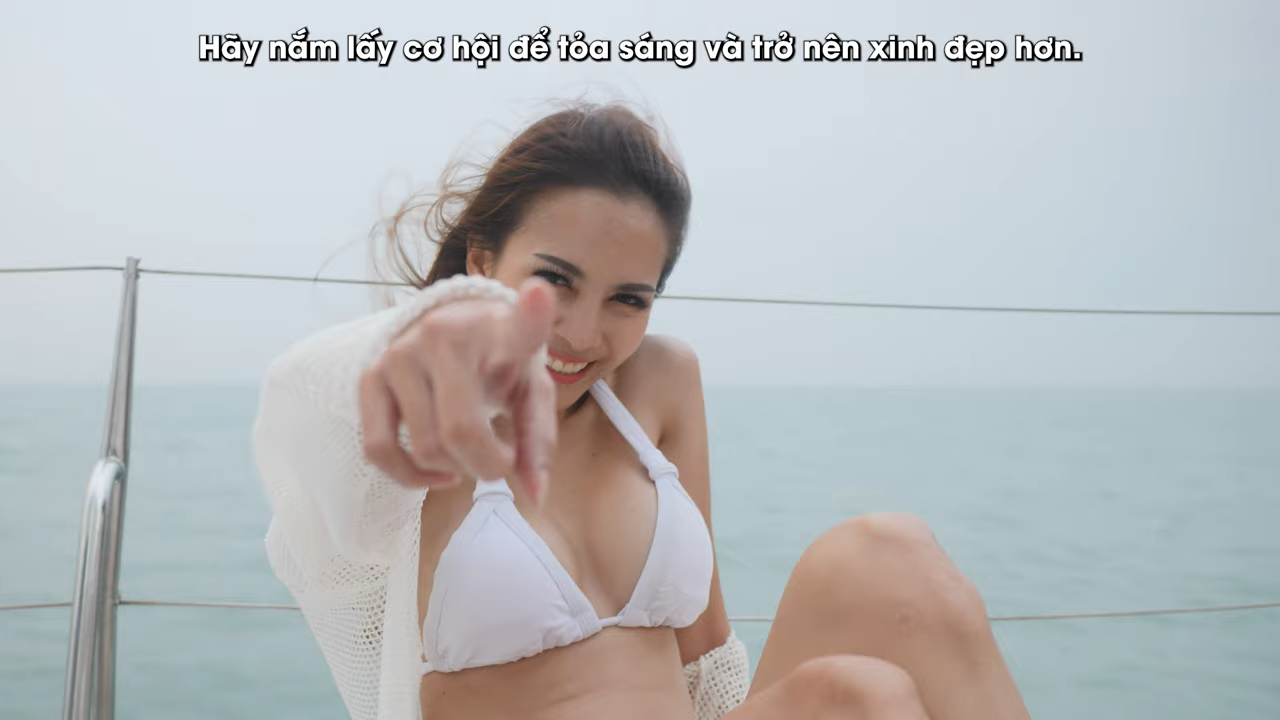 Hãy nắm lấy cơ hội để tỏa sáng và trở nên xinh đẹp hơn.